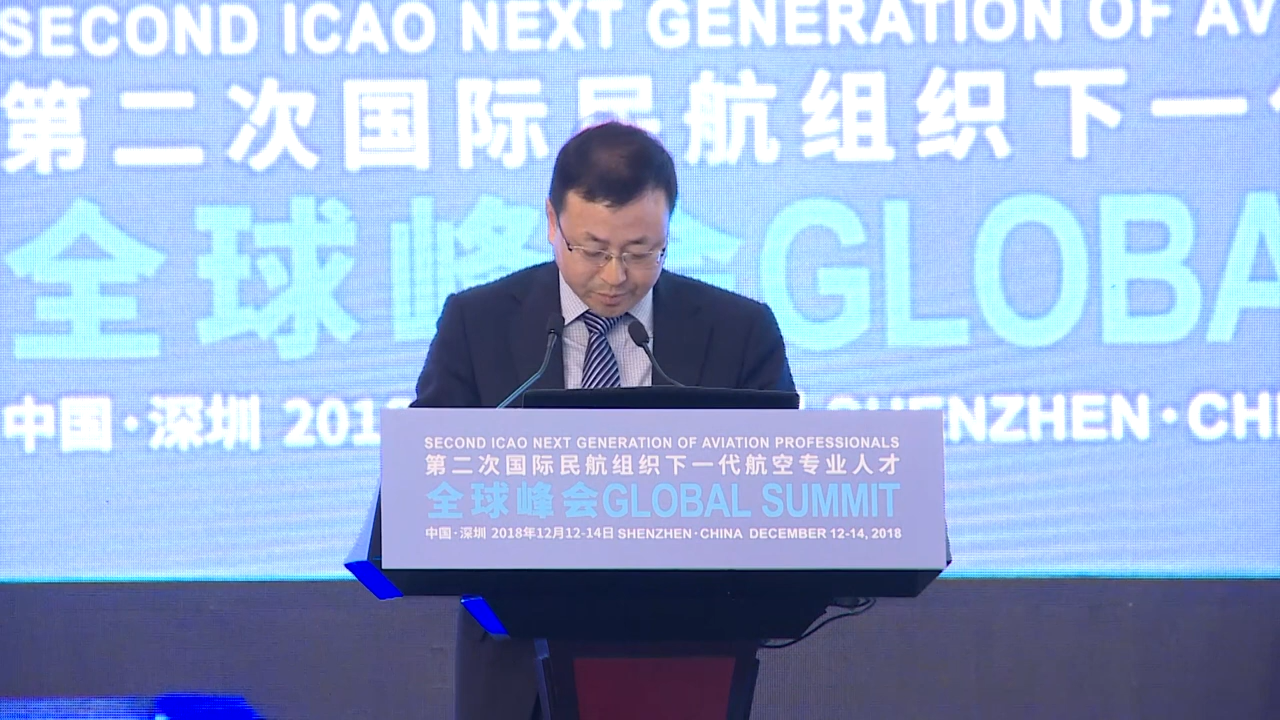 SECOND ICAO NEXT GENERATION OF AV
第二次国际民航组织下一
全球峰会GLOBA
中国·深圳 201 SHENZHEN·CHI
SECOND ICAO NEXT GENERATION OF AVIATION PROFESSIONALS
第二次国际民航组织下一代航空专业人才
全球峰会GLOBAL SUMMIT
中国·深圳 2018年12月12-14日 SHENZHEN·CHINA DECEMBER 12-14, 2018